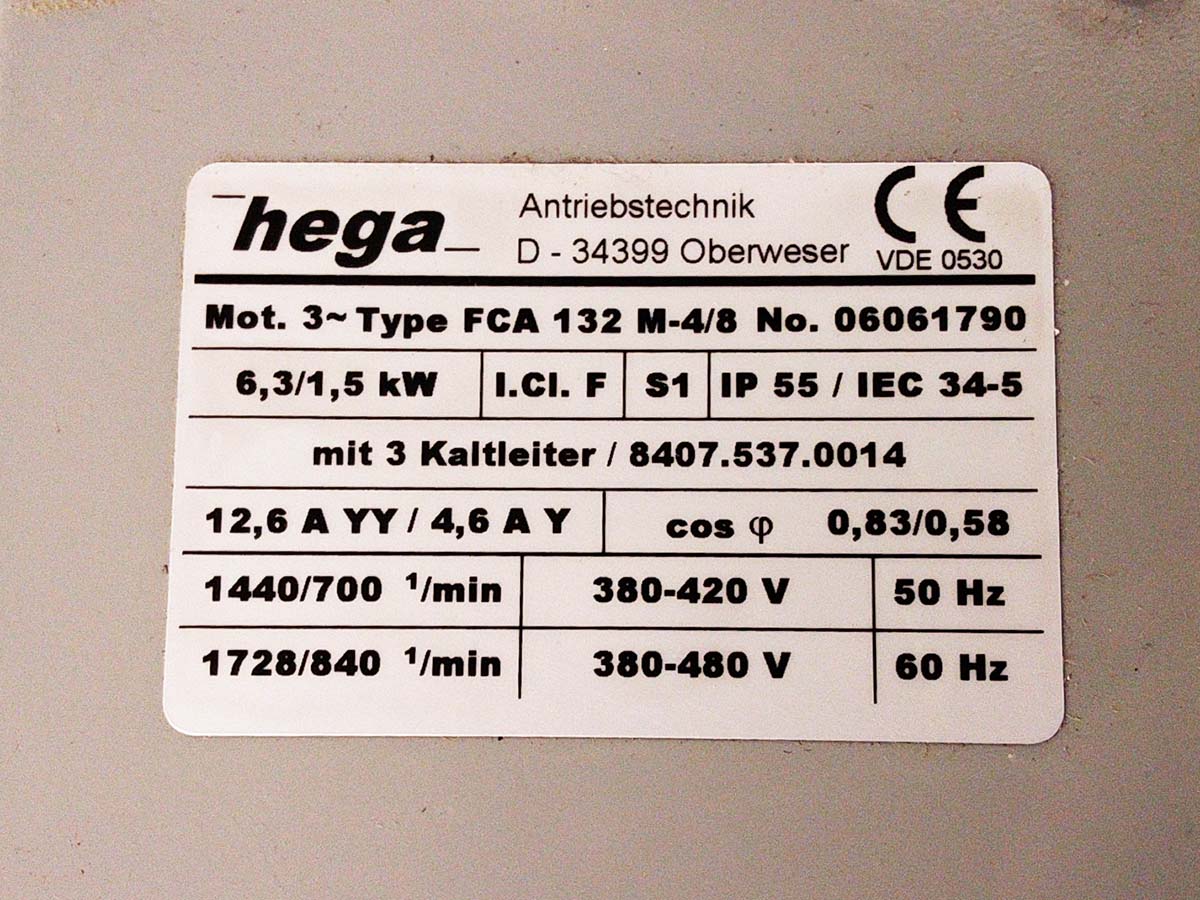 hega Antriebstechnik CE
D - 34399 Oberweser VDE 0530
Mot. 3~ Type FCA 132 M-4/8 No. 06061790
6,3/1,5 kW I.Cl. F S1 IP 55 / IEC 34-5
mit 3 Kaltleiter / 8407.537.0014
12,6 A YY / 4,6 A Y cos φ 0,83/0,58
1440/700 ¹/min 380-420 V 50 Hz
1728/840 ¹/min 380-480 V 60 Hz